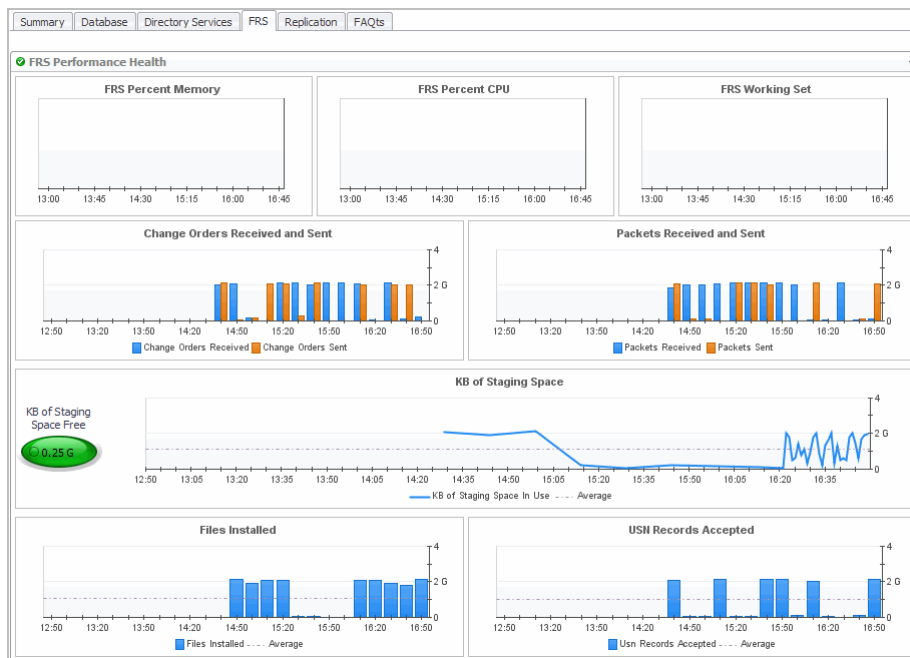 Summary Database Directory Services FRS Replication FAQts
FRS Performance Health
FRS Percent Memory
13:00 13:45 14:30 15:15 16:00 16:45
FRS Percent CPU
13:00 13:45 14:30 15:15 16:00 16:45
FRS Working Set
13:00 13:45 14:30 15:15 16:00 16:45
Change Orders Received and Sent
4
2 G
0
12:50 13:20 13:50 14:20 14:50 15:20 15:50 16:20 16:50
Change Orders Received Change Orders Sent
Packets Received and Sent
4
2 G
0
12:50 13:20 13:50 14:20 14:50 15:20 15:50 16:20 16:50
Packets Received Packets Sent
KB of Staging Space
KB of Staging
Space Free
0.25 G
4
2 G
0
12:50 13:05 13:20 13:35 13:50 14:05 14:20 14:35 14:50 15:05 15:20 15:35 15:50 16:05 16:20 16:35
KB of Staging Space In Use Average
Files Installed
4
2 G
0
12:50 13:20 13:50 14:20 14:50 15:20 15:50 16:20 16:50
Files Installed Average
USN Records Accepted
4
2 G
0
12:50 13:20 13:50 14:20 14:50 15:20 15:50 16:20 16:50
Usn Records Accepted Average